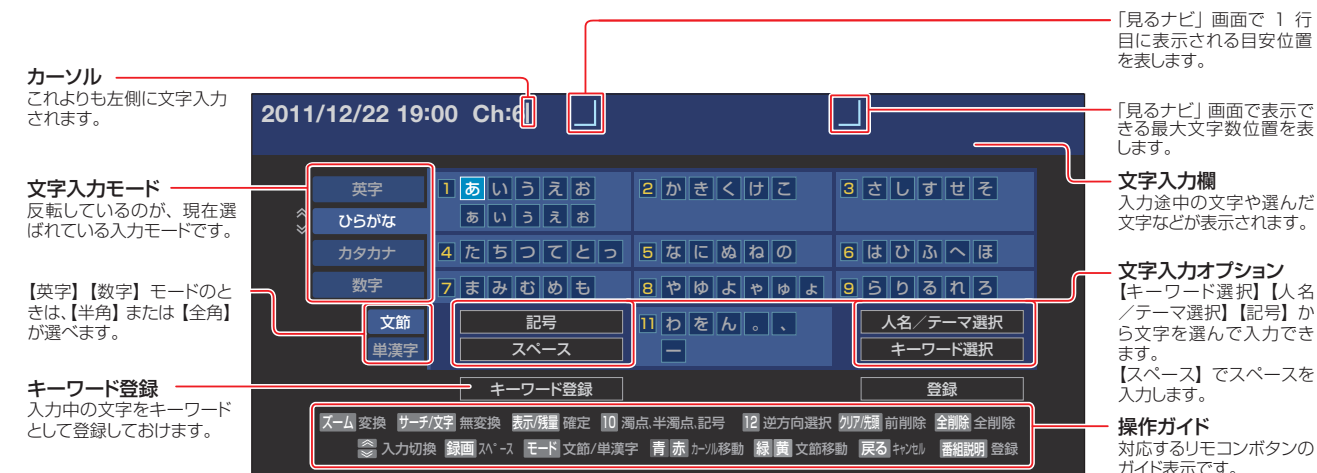 カーソル
これよりも左側に文字入力
されます。
文字入力モード
反転しているのが、現在選
ばれている入力モードです。
【英字】【数字】モードのと
きは、【半角】または【全角】
が選べます。
キーワード登録
入力中の文字をキーワード
として登録しておけます。
2011/12/22 19:00 Ch:6
英字
ひらがな
カタカナ
数字
文節
単漢字
1 あ い う え お
ぁ ぃ ぅ ぇ ぉ
2 か き く け こ
3 さ し す せ そ
4 た ち つ て と っ
5 な に ぬ ね の
6 は ひ ふ へ ほ
7 ま み む め も
8 や ゆ よ ゃ ゅ ょ
9 ら り る れ ろ
記号
スペース
11 わ を ん 。 、
ー
人名／テーマ選択
キーワード選択
キーワード登録
登録
ズーム 変換 サーチ/文字 無変換 表示/残量 確定 10 濁点,半濁点,記号 12 逆方向選択 クリア/先頭 前削除 全削除 全削除
入力切換 録画 スペース モード 文節/単漢字 青 赤 カーソル移動 緑 黄 文節移動 戻る キャンセル 番組説明 登録
「見るナビ」画面で 1 行
目に表示される目安位置
を表します。
「見るナビ」画面で表示で
きる最大文字数位置を表
します。
文字入力欄
入力途中の文字や選んだ
文字などが表示されます。
文字入力オプション
【キーワード選択】【人名
／テーマ選択】【記号】か
ら文字を選んで入力でき
ます。
【スペース】でスペースを
入力します。
操作ガイド
対応するリモコンボタンの
ガイド表示です。